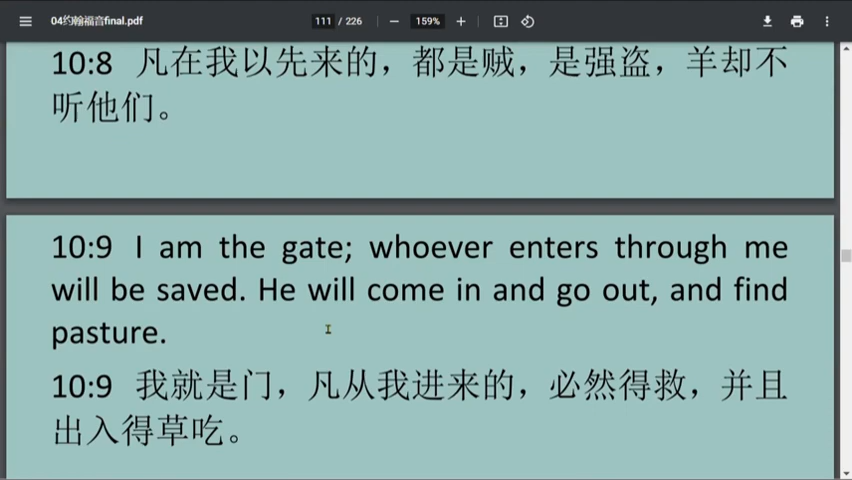 04约翰福音final.pdf
111 / 226
159%
10:8 凡在我以先来的，都是贼，是强盗，羊却不
听他们。
10:9 I am the gate; whoever enters through me
will be saved. He will come in and go out, and find
pasture.
10:9 我就是门，凡从我进来的，必然得救，并且
出入得草吃。